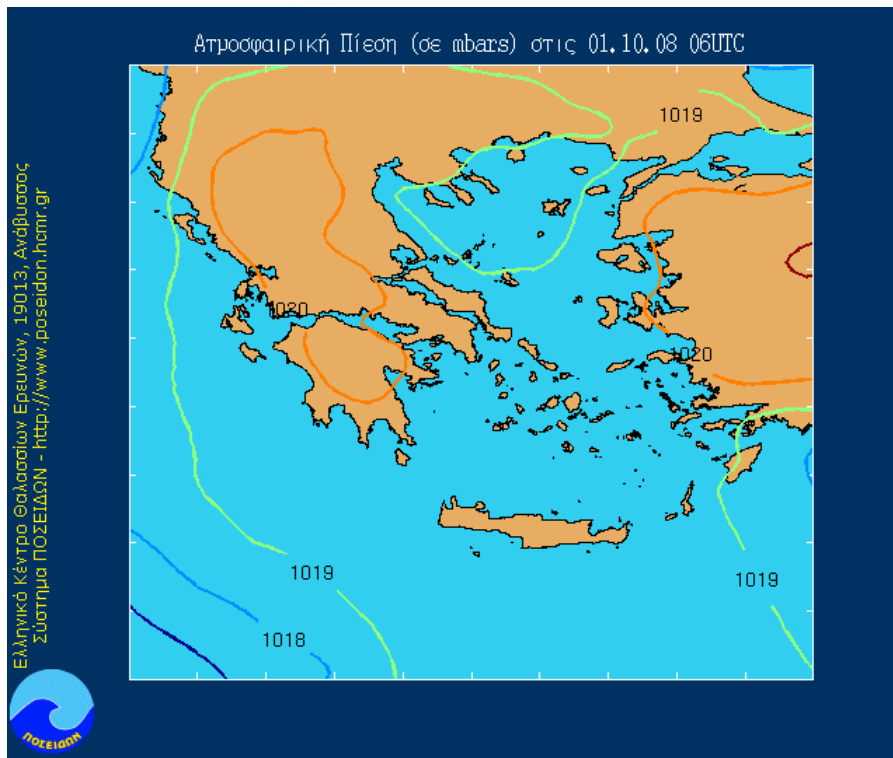 Ατμοσφαιρική Πίεση (σε mbars) στις 01.10.08 06UTC
1019
1020
1020
1019
1019
1018
Ελληνικό Κέντρο Θαλασσίων Ερευνών, 19013, Ανάβυσσος
Σύστημα ΠΟΣΕΙΔΩΝ - http://www.poseidon.hcmr.gr
ΠΟΣΕΙΔΩΝ